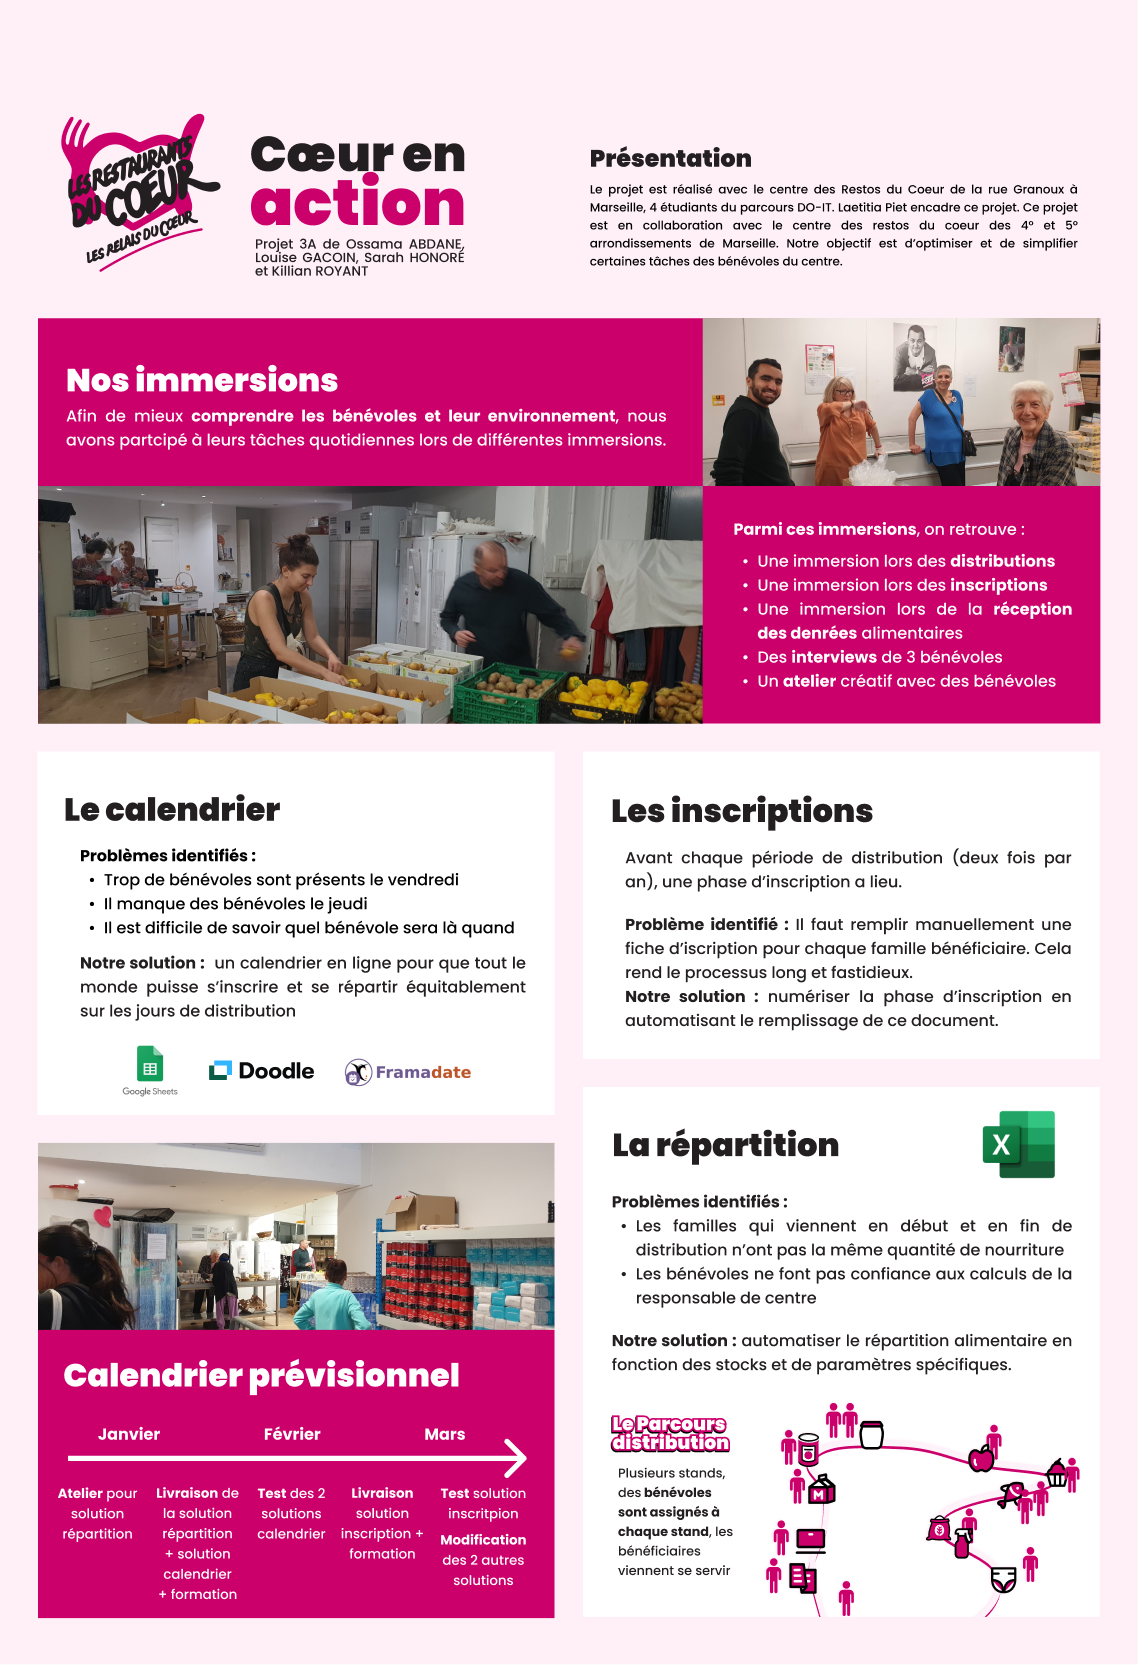 LES RESTAURANTS
DU COEUR
LES RELAIS DU CŒUR
Cœur en
action
Projet 3A de Ossama ABDANE,
Louise GACOIN, Sarah HONORÉ
et Killian ROYANT
Présentation
Le projet est réalisé avec le centre des Restos du Coeur de la rue Granoux à
Marseille, 4 étudiants du parcours DO-IT. Laetitia Piet encadre ce projet. Ce projet
est en collaboration avec le centre des restos du coeur des 4° et 5°
arrondissements de Marseille. Notre objectif est d’optimiser et de simplifier
certaines tâches des bénévoles du centre.
Nos immersions
Afin de mieux comprendre les bénévoles et leur environnement, nous
avons partcipé à leurs tâches quotidiennes lors de différentes immersions.
Parmi ces immersions, on retrouve :
• Une immersion lors des distributions
• Une immersion lors des inscriptions
• Une immersion lors de la réception
des denrées alimentaires
• Des interviews de 3 bénévoles
• Un atelier créatif avec des bénévoles
Le calendrier
Problèmes identifiés :
• Trop de bénévoles sont présents le vendredi
• Il manque des bénévoles le jeudi
• Il est difficile de savoir quel bénévole sera là quand
Notre solution : un calendrier en ligne pour que tout le
monde puisse s’inscrire et se répartir équitablement
sur les jours de distribution
Google Sheets
Doodle
Framadate
Les inscriptions
Avant chaque période de distribution (deux fois par
an), une phase d’inscription a lieu.
Problème identifié : Il faut remplir manuellement une
fiche d’iscription pour chaque famille bénéficiaire. Cela
rend le processus long et fastidieux.
Notre solution : numériser la phase d’inscription en
automatisant le remplissage de ce document.
La répartition
X
Problèmes identifiés :
• Les familles qui viennent en début et en fin de
distribution n’ont pas la même quantité de nourriture
• Les bénévoles ne font pas confiance aux calculs de la
responsable de centre
Notre solution : automatiser le répartition alimentaire en
fonction des stocks et de paramètres spécifiques.
Le Parcours
distribution
Plusieurs stands,
des bénévoles
sont assignés à
chaque stand, les
bénéficiaires
viennent se servir
M
Calendrier prévisionnel
Janvier Février Mars
Atelier pour
solution
répartition
Livraison de
la solution
répartition
+ solution
calendrier
+ formation
Test des 2
solutions
calendrier
Livraison
solution
inscription +
formation
Test solution
inscritpion
Modification
des 2 autres
solutions